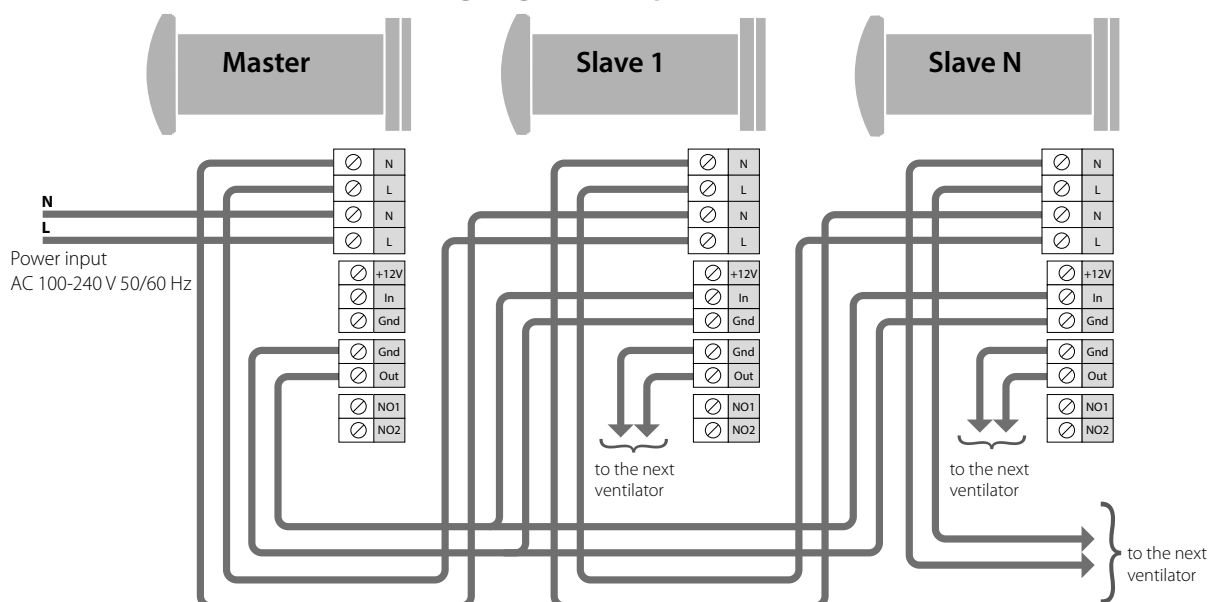 Master
Slave 1
Slave N
N
L
Power input
AC 100-240 V 50/60 Hz
N
L
N
L
+12V
In
Gnd
Gnd
Out
NO1
NO2
N
L
N
L
+12V
In
Gnd
Gnd
Out
NO1
NO2
to the next
ventilator
N
L
N
L
+12V
In
Gnd
Gnd
Out
NO1
NO2
to the next
ventilator
to the next
ventilator